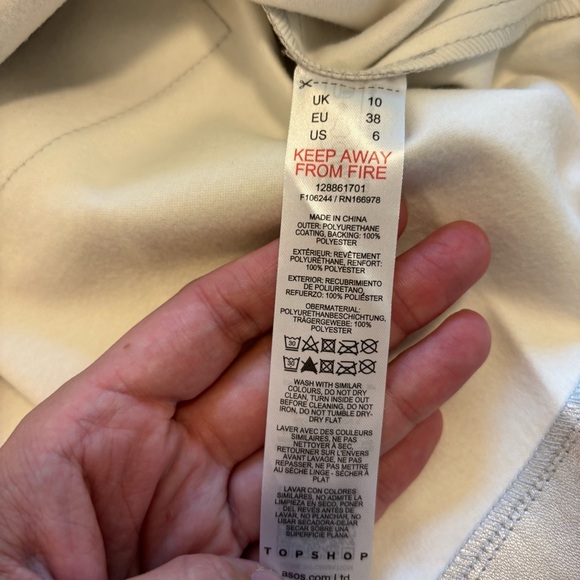 UK 10
EU 38
US 6
KEEP AWAY
FROM FIRE
128861701
F106244 / RN166978
MADE IN CHINA
OUTER: POLYURETHANE
COATING, BACKING: 100%
POLYESTER
EXTÉRIEUR: REVÊTEMENT
POLYURÉTHANE, RENFORT:
100% POLYESTER
EXTERIOR: RECUBRIMIENTO
DE POLIURETANO,
REFUERZO: 100% POLIÉSTER
OBERMATERIAL:
POLYURETHANBESCHICHTUNG,
TRÄGERGEWEBE: 100%
POLYESTER
30
30
WASH WITH SIMILAR
COLOURS, DO NOT DRY
CLEAN, TURN INSIDE OUT
BEFORE CLEANING, DO NOT
IRON, DO NOT TUMBLE DRY-
DRY FLAT
LAVER AVEC DES COULEURS
SIMILAIRES, NE PAS
NETTOYER À SEC,
RETOURNER SUR L'ENVERS
AVANT LAVAGE, NE PAS
REPASSER, NE PAS METTRE
AU SÈCHE LINGE - SÉCHER À
PLAT
LAVAR CON COLORES
SIMILARES, NO ADMITE LA
LIMPIEZA EN SECO, PONER
DEL REVÉS ANTES DE
LAVAR, NO PLANCHAR, NO
USAR SECADORA-DEJAR
SECAR SOBRE UNA
SUPERFICIE PLANA
TOPSHOP
asos.com Ltd